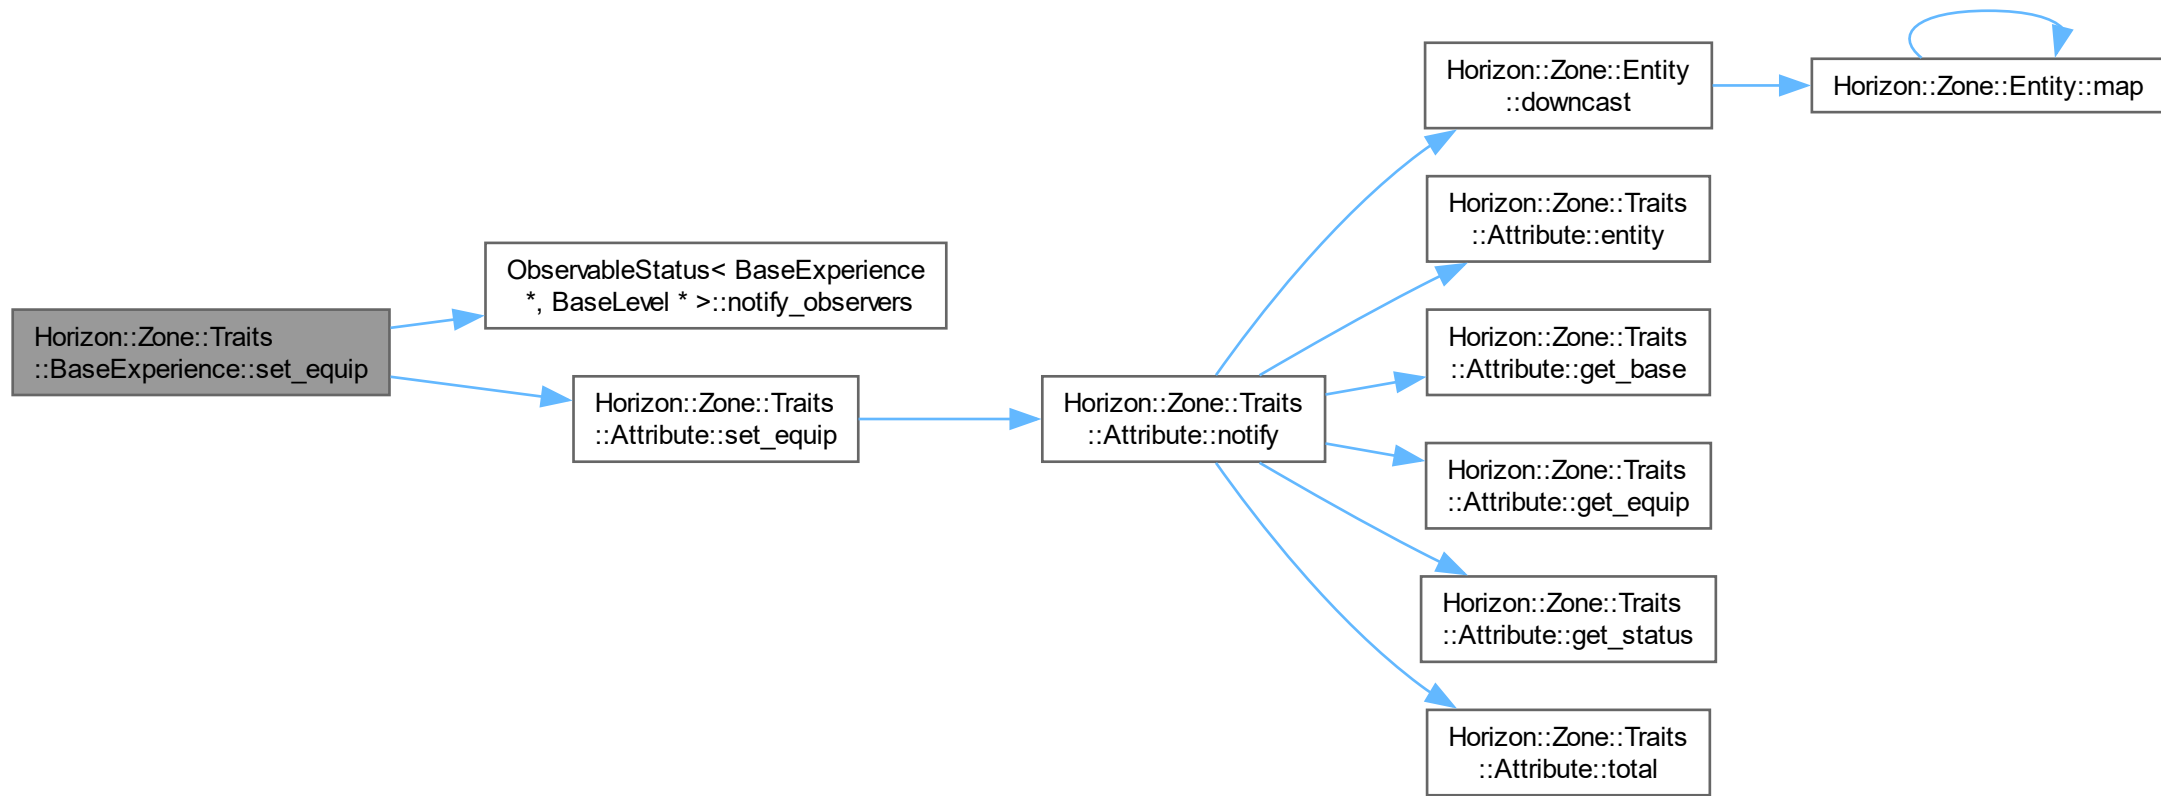 Horizon::Zone::Traits
::BaseExperience::set_equip
ObservableStatus< BaseExperience
*, BaseLevel * >::notify_observers
Horizon::Zone::Traits
::Attribute::set_equip
Horizon::Zone::Traits
::Attribute::notify
Horizon::Zone::Entity
::downcast
Horizon::Zone::Entity::map
Horizon::Zone::Traits
::Attribute::entity
Horizon::Zone::Traits
::Attribute::get_base
Horizon::Zone::Traits
::Attribute::get_equip
Horizon::Zone::Traits
::Attribute::get_status
Horizon::Zone::Traits
::Attribute::total